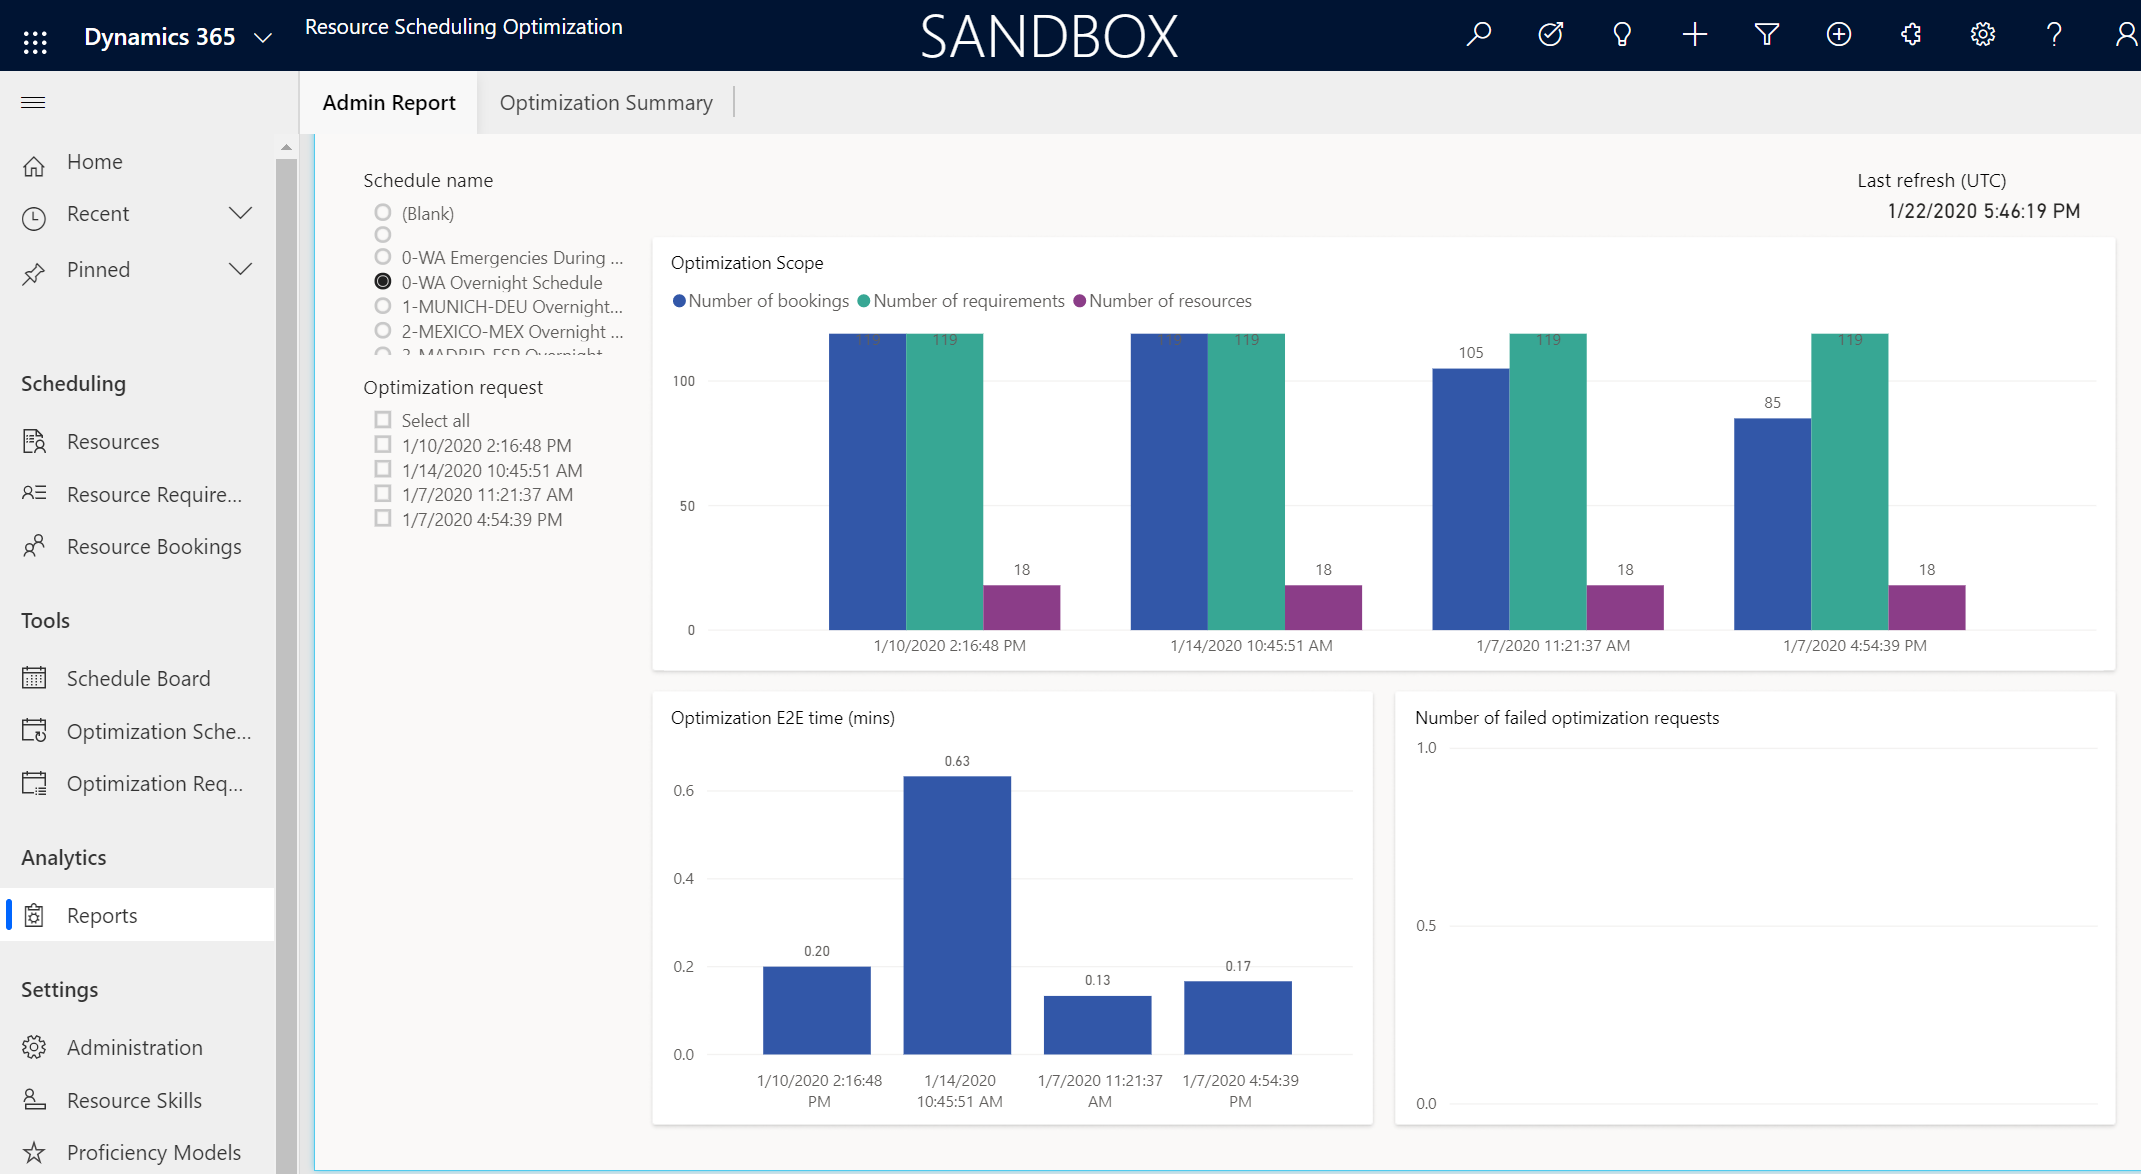 Dynamics 365
Resource Scheduling Optimization
SANDBOX
Admin Report
Optimization Summary
Home
Recent
Pinned
Scheduling
Resources
Resource Require...
Resource Bookings
Tools
Schedule Board
Optimization Sche...
Optimization Req...
Analytics
Reports
Settings
Administration
Resource Skills
Proficiency Models
Schedule name
(Blank)
0-WA Emergencies During ...
0-WA Overnight Schedule
1-MUNICH-DEU Overnight...
2-MEXICO-MEX Overnight ...
3-MADRID-ESP Overnight
Optimization request
Select all
1/10/2020 2:16:48 PM
1/14/2020 10:45:51 AM
1/7/2020 11:21:37 AM
1/7/2020 4:54:39 PM
Last refresh (UTC)
1/22/2020 5:46:19 PM
Optimization Scope
Number of bookings Number of requirements Number of resources
119 119 119 119 105 119 85 119
100
50
18 18 18 18
0
1/10/2020 2:16:48 PM 1/14/2020 10:45:51 AM 1/7/2020 11:21:37 AM 1/7/2020 4:54:39 PM
Optimization E2E time (mins)
0.63
0.6
0.4
0.20
0.2
0.13
0.17
0.0
1/10/2020 2:16:48
PM
1/14/2020
10:45:51 AM
1/7/2020 11:21:37
AM
1/7/2020 4:54:39
PM
Number of failed optimization requests
1.0
0.5
0.0